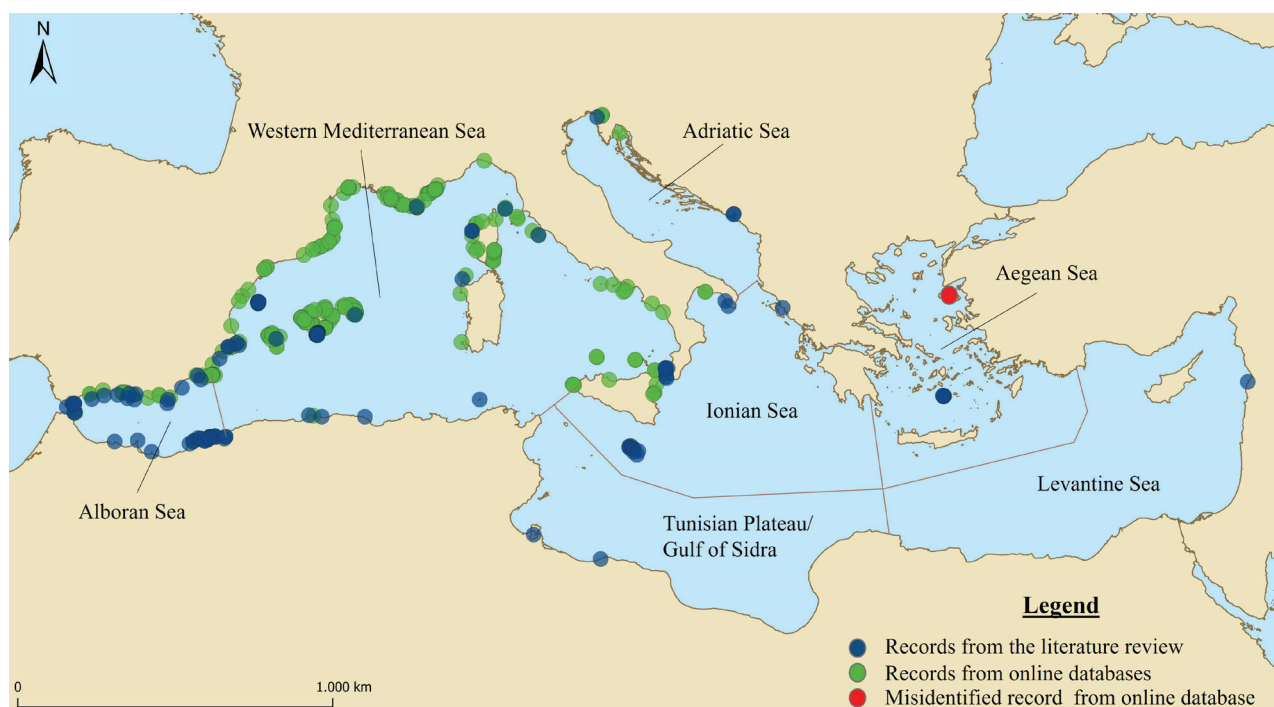 N
Western Mediterranean Sea
Adriatic Sea
Aegean Sea
Ionian Sea
Levantine Sea
Alboran Sea
Tunisian Plateau/
Gulf of Sidra
Legend
Records from the literature review
Records from online databases
Misidentified record from online database
0
1.000 km